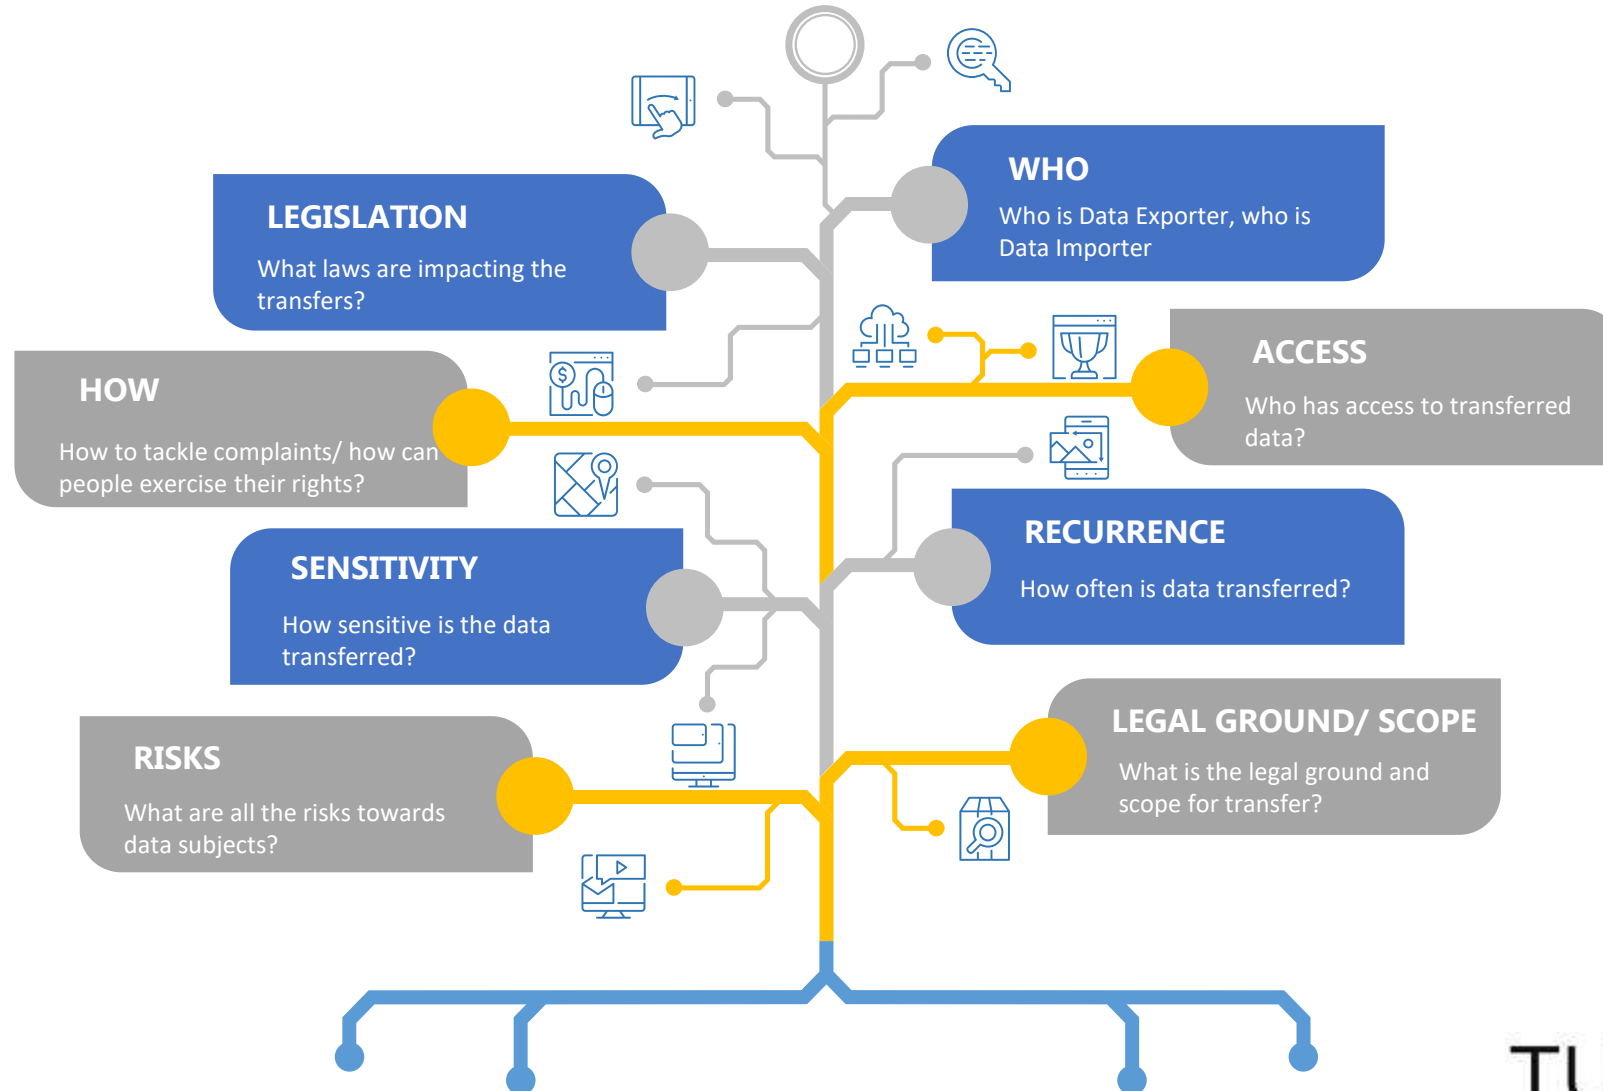 WHO
Who is Data Exporter, who is
Data Importer
LEGISLATION
What laws are impacting the
transfers?
ACCESS
Who has access to transferred
data?
HOW
How to tackle complaints/ how can
people exercise their rights?
RECURRENCE
How often is data transferred?
SENSITIVITY
How sensitive is the data
transferred?
LEGAL GROUND/ SCOPE
What is the legal ground and
scope for transfer?
RISKS
What are all the risks towards
data subjects?